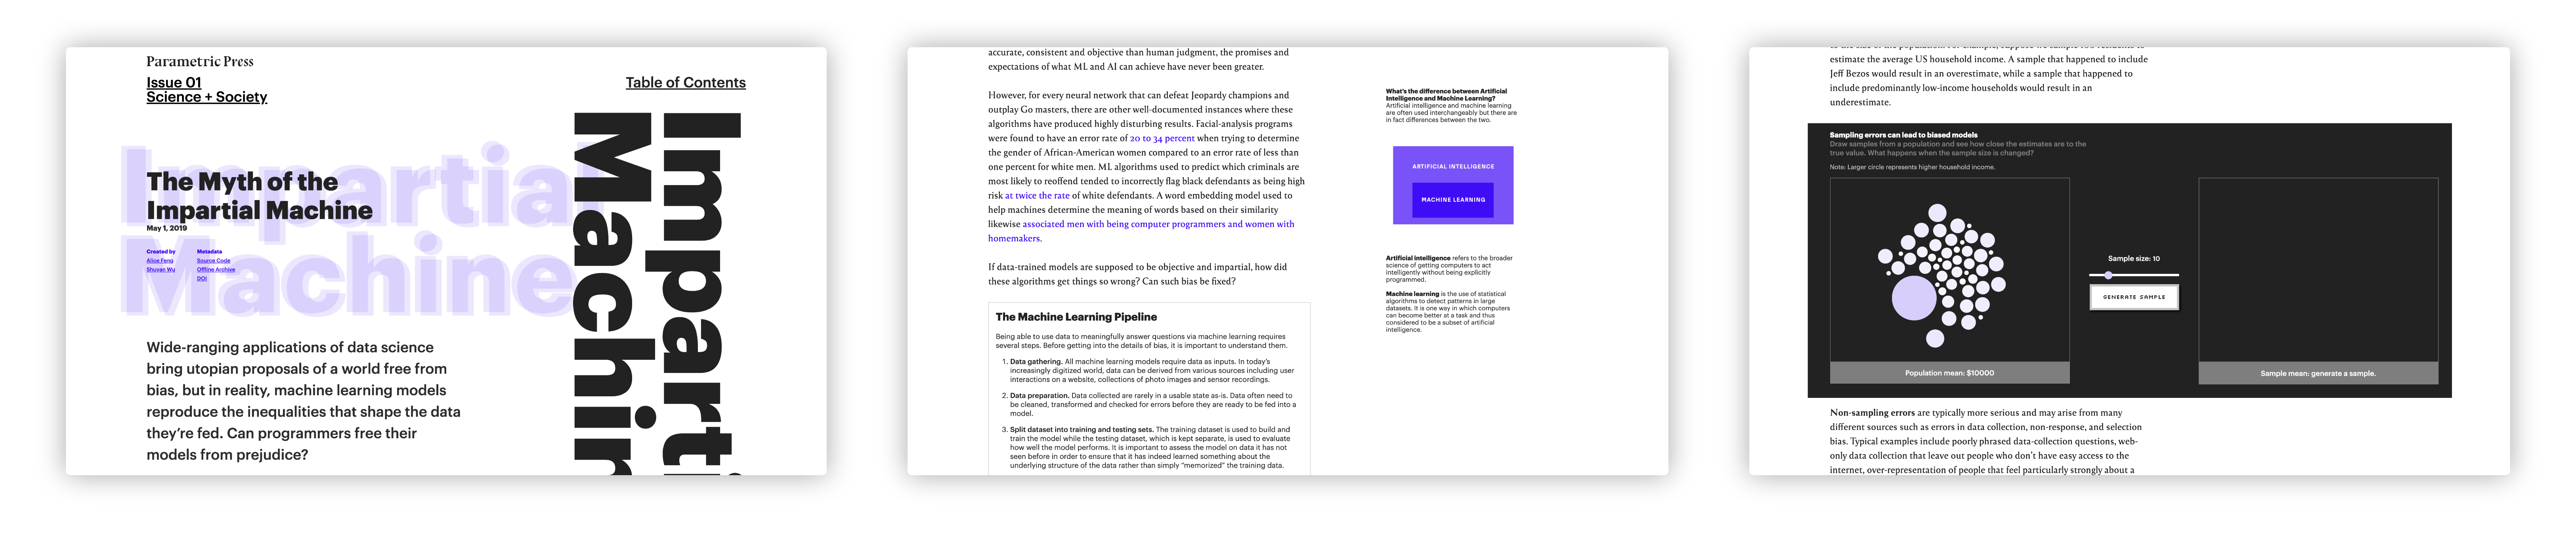 Parametric Press
Issue 01
Science + Society
Table of Contents
Impartial
Machine
The Myth of the
Impartial Machine
May 1, 2019
Created by
Alice Feng
Shuyan Wu
Metadata
Source Code
Offline Archive
DOI
Wide-ranging applications of data science
bring utopian proposals of a world free from
bias, but in reality, machine learning models
reproduce the inequalities that shape the data
they’re fed. Can programmers free their
models from prejudice?
Imparti
Machin
accurate, consistent and objective than human judgment, the promises and
expectations of what ML and AI can achieve have never been greater.
However, for every neural network that can defeat Jeopardy champions and
outplay Go masters, there are other well-documented instances where these
algorithms have produced highly disturbing results. Facial-analysis programs
were found to have an error rate of 20 to 34 percent when trying to determine
the gender of African-American women compared to an error rate of less than
one percent for white men. ML algorithms used to predict which criminals are
most likely to reoffend tended to incorrectly flag black defendants as being high
risk at twice the rate of white defendants. A word embedding model used to
help machines determine the meaning of words based on their similarity
likewise associated men with being computer programmers and women with
homemakers.
If data-trained models are supposed to be objective and impartial, how did
these algorithms get things so wrong? Can such bias be fixed?
The Machine Learning Pipeline
Being able to use data to meaningfully answer questions via machine learning requires
several steps. Before getting into the details of bias, it is important to understand them.
1. Data gathering. All machine learning models require data as inputs. In today’s
increasingly digitized world, data can be derived from various sources including user
interactions on a website, collections of photo images and sensor recordings.
2. Data preparation. Data collected are rarely in a usable state as-is. Data often need to
be cleaned, transformed and checked for errors before they are ready to be fed into a
model.
3. Split dataset into training and testing sets. The training dataset is used to build and
train the model while the testing dataset, which is kept separate, is used to evaluate
how well the model performs. It is important to assess the model on data it has not
seen before in order to ensure that it has indeed learned something about the
underlying structure of the data rather than simply “memorized” the training data.
What’s the difference between Artificial
Intelligence and Machine Learning?
Artificial intelligence and machine learning
are often used interchangeably but there are
in fact differences between the two.
ARTIFICIAL INTELLIGENCE
MACHINE LEARNING
Artificial intelligence refers to the broader
science of getting computers to act
intelligently without being explicitly
programmed.
Machine learning is the use of statistical
algorithms to detect patterns in large
datasets. It is one way in which computers
can become better at a task and thus
considered to be a subset of artificial
intelligence.
estimate the average US household income. A sample that happened to include
Jeff Bezos would result in an overestimate, while a sample that happened to
include predominantly low-income households would result in an
underestimate.
Sampling errors can lead to biased models
Draw samples from a population and see how close the estimates are to the
true value. What happens when the sample size is changed?
Note: Larger circle represents higher household income.
Sample size: 10
GENERATE SAMPLE
Population mean: $10000
Sample mean: generate a sample.
Non-sampling errors are typically more serious and may arise from many
different sources such as errors in data collection, non-response, and selection
bias. Typical examples include poorly phrased data-collection questions, web-
only data collection that leave out people who don’t have easy access to the
internet, over-representation of people that feel particularly strongly about a